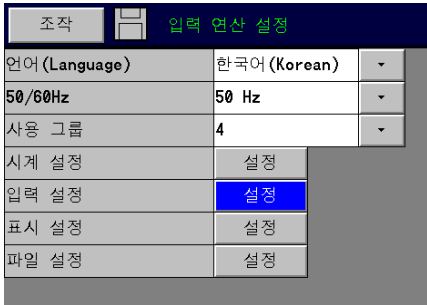 조작 입력 연산 설정
언어(Language) 한국어(Korean)
50/60Hz 50 Hz
사용 그룹 4
시계 설정 설정
입력 설정 설정
표시 설정 설정
파일 설정 설정